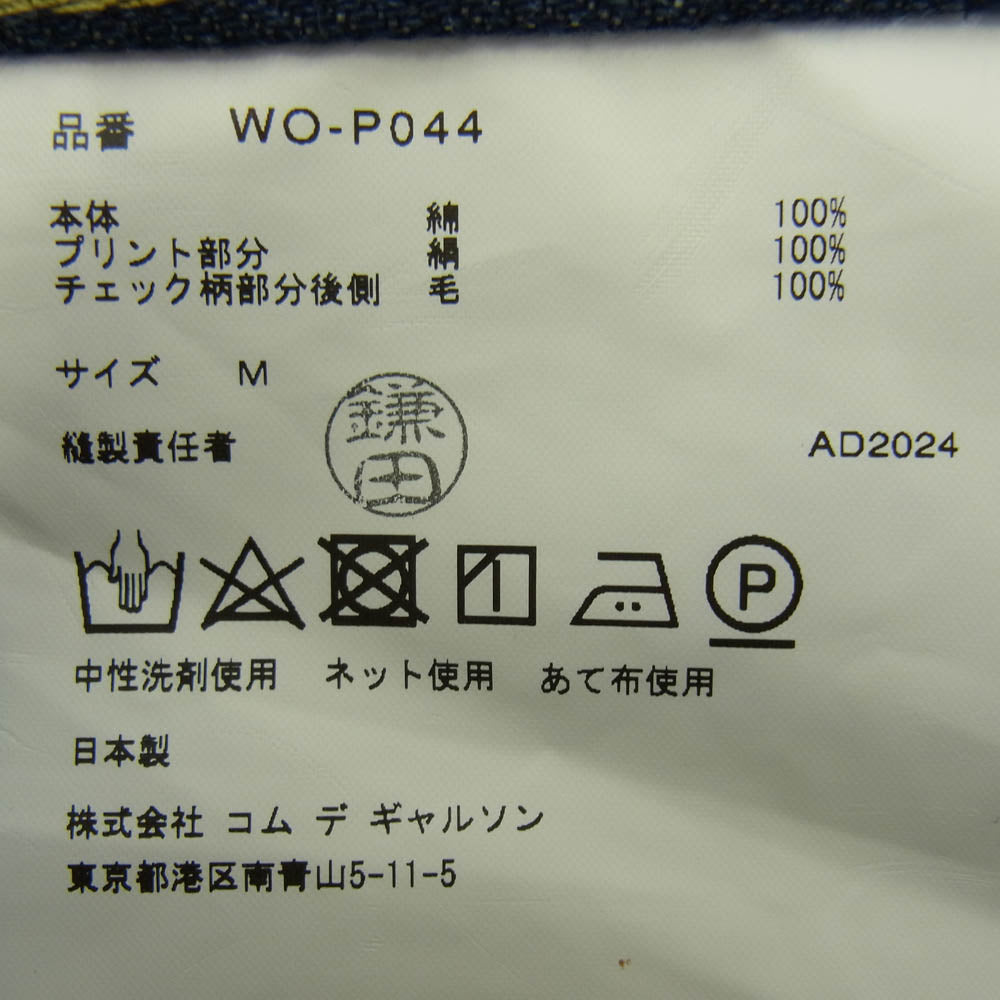 品番 WO-P044
本体 綿 100%
プリント部分 絹 100%
チェック柄部分後側 毛 100%
サイズ M
鎌田
縫製責任者 AD2024
P
中性洗剤使用 ネット使用 あて布使用
日本製
株式会社 コム デ ギャルソン
東京都港区南青山5-11-5